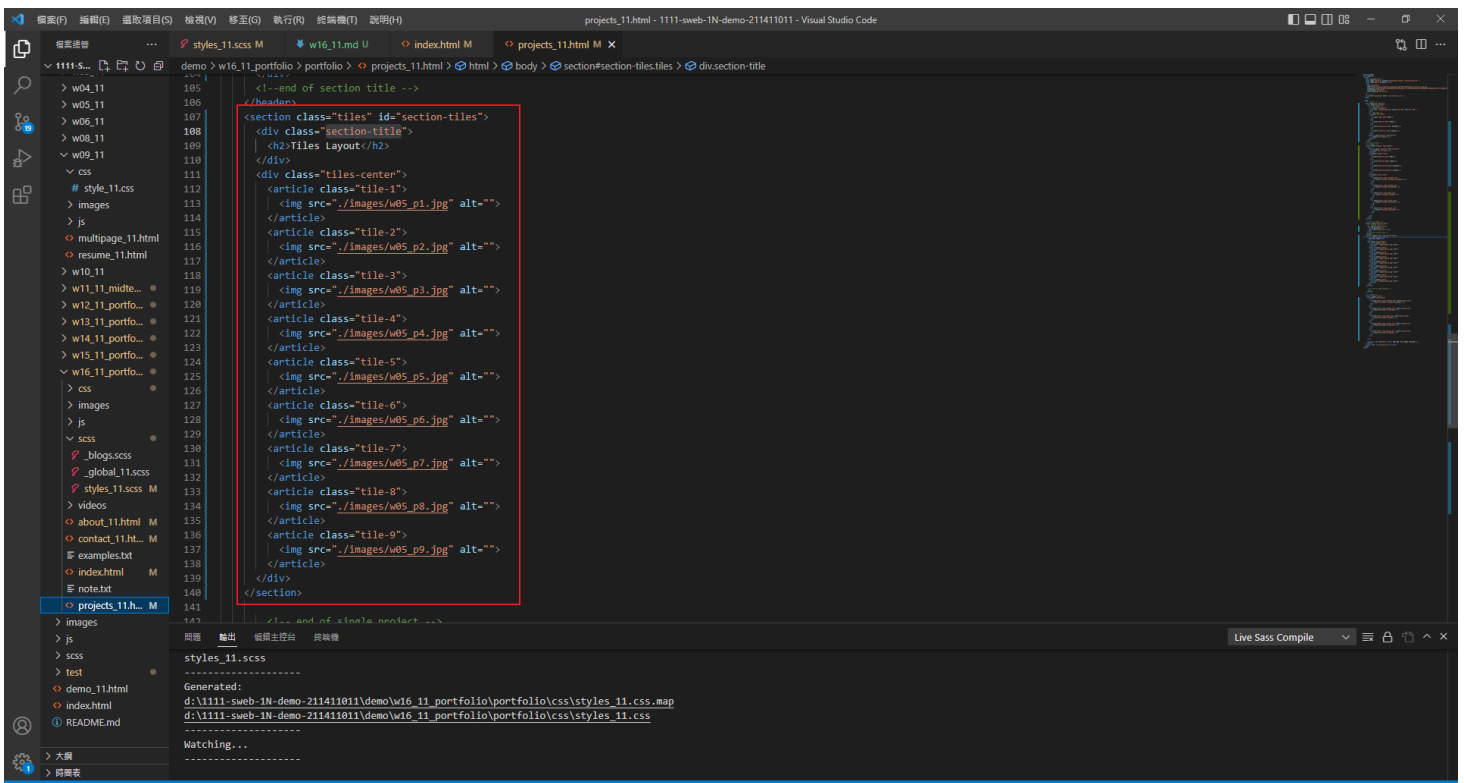 檔案(F) 編輯(E) 選取項目(S) 檢視(V) 移至(G) 執行(R) 終端機(T) 說明(H)
projects_11.html - 1111-sweb-1N-demo-211411011 - Visual Studio Code
檔案總管 ···
styles_11.scss M
w16_11.md U
index.html M
projects_11.html M
1111-S...
w04_11
w05_11
w06_11
w08_11
w09_11
css
# style_11.css
images
js
multipage_11.html
resume_11.html
w10_11
w11_11_midte...
w12_11_portfo...
w13_11_portfo...
w14_11_portfo...
w15_11_portfo...
w16_11_portfo...
css
images
js
scss
_blogs.scss
_global_11.scss
styles_11.scss M
videos
about_11.html M
contact_11.ht... M
examples.txt
index.html M
note.txt
projects_11.h... M
images
js
scss
test
demo_11.html
index.html
README.md
大綱
時間表
19
1
demo > w16_11_portfolio > portfolio > projects_11.html > html > body > section#section-tiles.tiles > div.section-title
104 </div>
105 <!--end of section title -->
106 </header>
107 <section class="tiles" id="section-tiles">
108 <div class="section-title">
109 <h2>Tiles Layout</h2>
110 </div>
111 <div class="tiles-center">
112 <article class="tile-1">
113 <img src="./images/w05_p1.jpg" alt="">
114 </article>
115 <article class="tile-2">
116 <img src="./images/w05_p2.jpg" alt="">
117 </article>
118 <article class="tile-3">
119 <img src="./images/w05_p3.jpg" alt="">
120 </article>
121 <article class="tile-4">
122 <img src="./images/w05_p4.jpg" alt="">
123 </article>
124 <article class="tile-5">
125 <img src="./images/w05_p5.jpg" alt="">
126 </article>
127 <article class="tile-6">
128 <img src="./images/w05_p6.jpg" alt="">
129 </article>
130 <article class="tile-7">
131 <img src="./images/w05_p7.jpg" alt="">
132 </article>
133 <article class="tile-8">
134 <img src="./images/w05_p8.jpg" alt="">
135 </article>
136 <article class="tile-9">
137 <img src="./images/w05_p9.jpg" alt="">
138 </article>
139 </div>
140 </section>
141
142 <!-- end of single project -->
問題 輸出 偵錯主控台 終端機
Live Sass Compile
styles_11.scss
--------------------
Generated:
d:\1111-sweb-1N-demo-211411011\demo\w16_11_portfolio\portfolio\css\styles_11.css.map
d:\1111-sweb-1N-demo-211411011\demo\w16_11_portfolio\portfolio\css\styles_11.css
--------------------
Watching...
--------------------